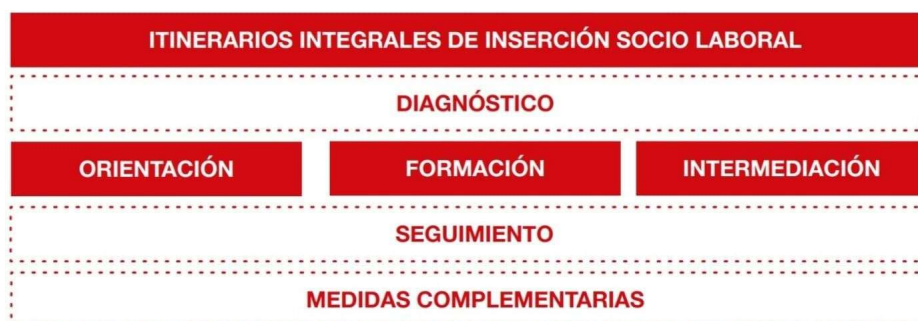 ITINERARIOS INTEGRALES DE INSERCIÓN SOCIO LABORAL
DIAGNÓSTICO
ORIENTACIÓN
FORMACIÓN
INTERMEDIACIÓN
SEGUIMIENTO
MEDIDAS COMPLEMENTARIAS